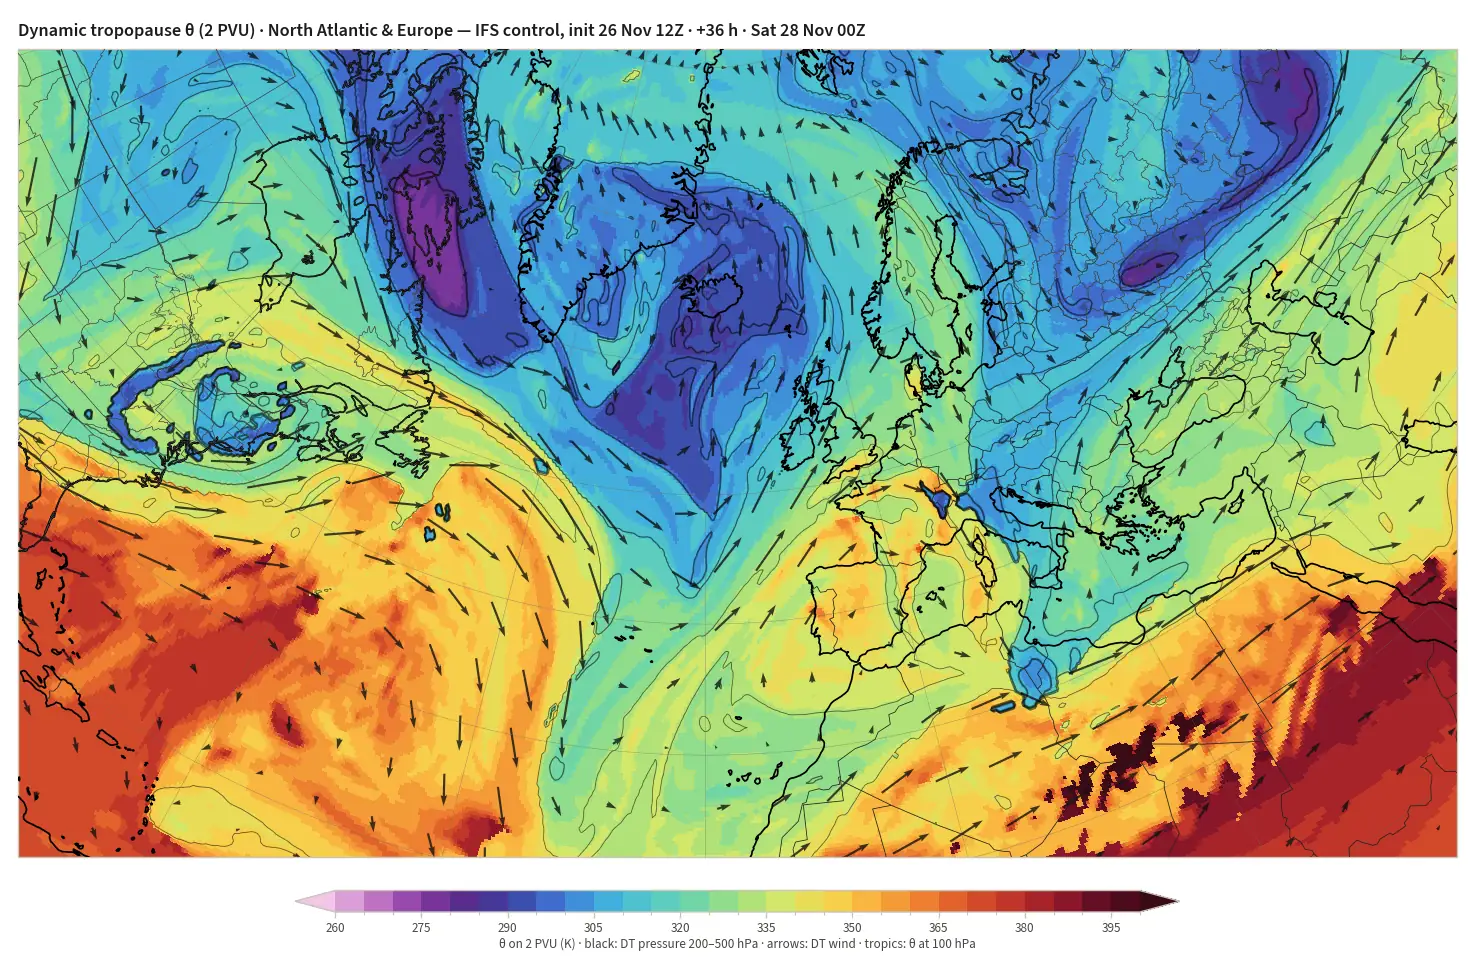 Dynamic tropopause θ (2 PVU) · North Atlantic & Europe — IFS control, init 26 Nov 12Z · +36 h · Sat 28 Nov 00Z
260 275 290 305 320 335 350 365 380 395
θ on 2 PVU (K) · black: DT pressure 200–500 hPa · arrows: DT wind · tropics: θ at 100 hPa